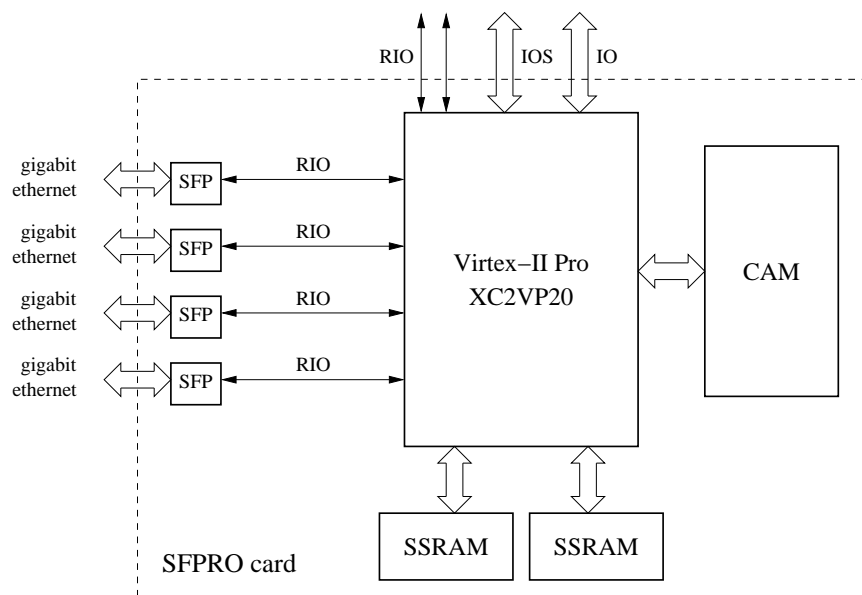 RIO
IOS
IO
gigabit
ethernet
SFP
RIO
gigabit
ethernet
SFP
RIO
gigabit
ethernet
SFP
RIO
gigabit
ethernet
SFP
RIO
Virtex–II Pro
XC2VP20
CAM
SSRAM
SSRAM
SFPRO card